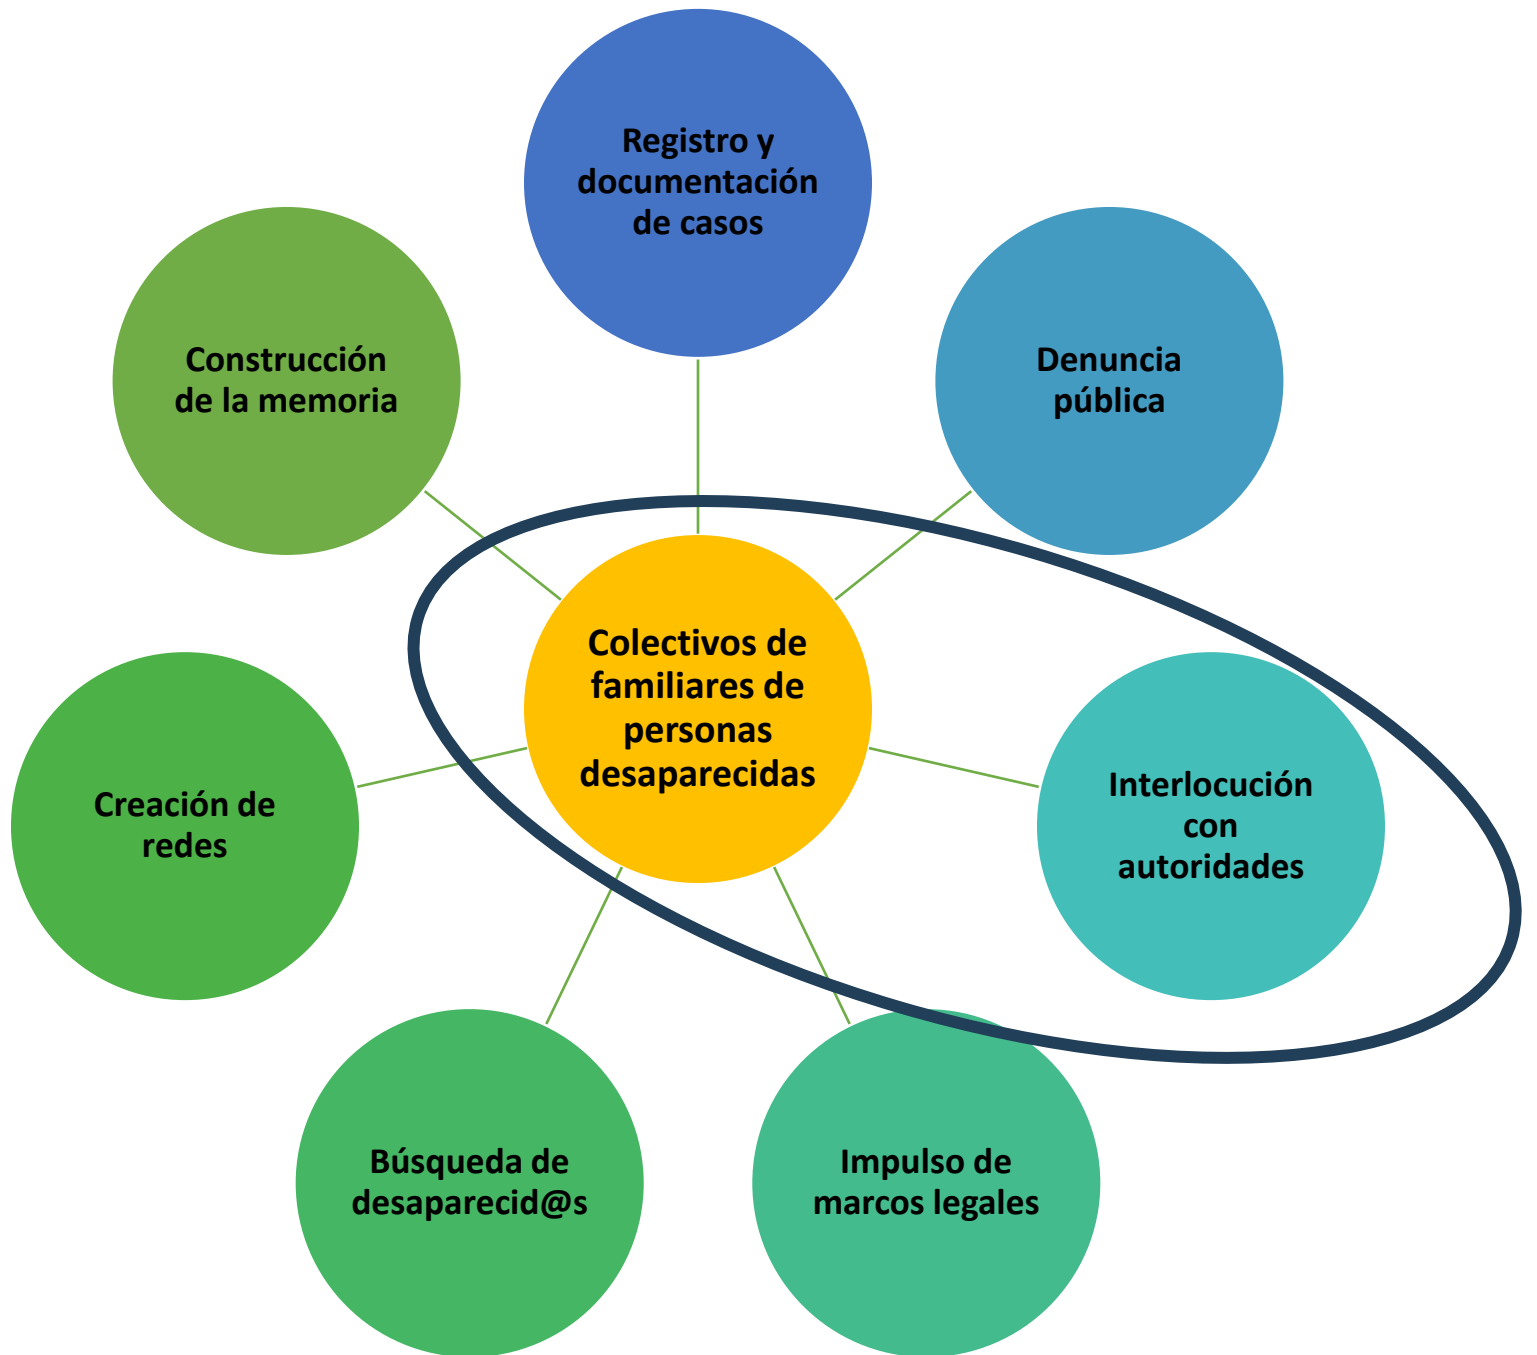 Registro y
documentación
de casos
Construcción
de la memoria
Denuncia
pública
Colectivos de
familiares de
personas
desaparecidas
Interlocución
con
autoridades
Creación de
redes
Búsqueda de
desaparecid@s
Impulso de
marcos legales